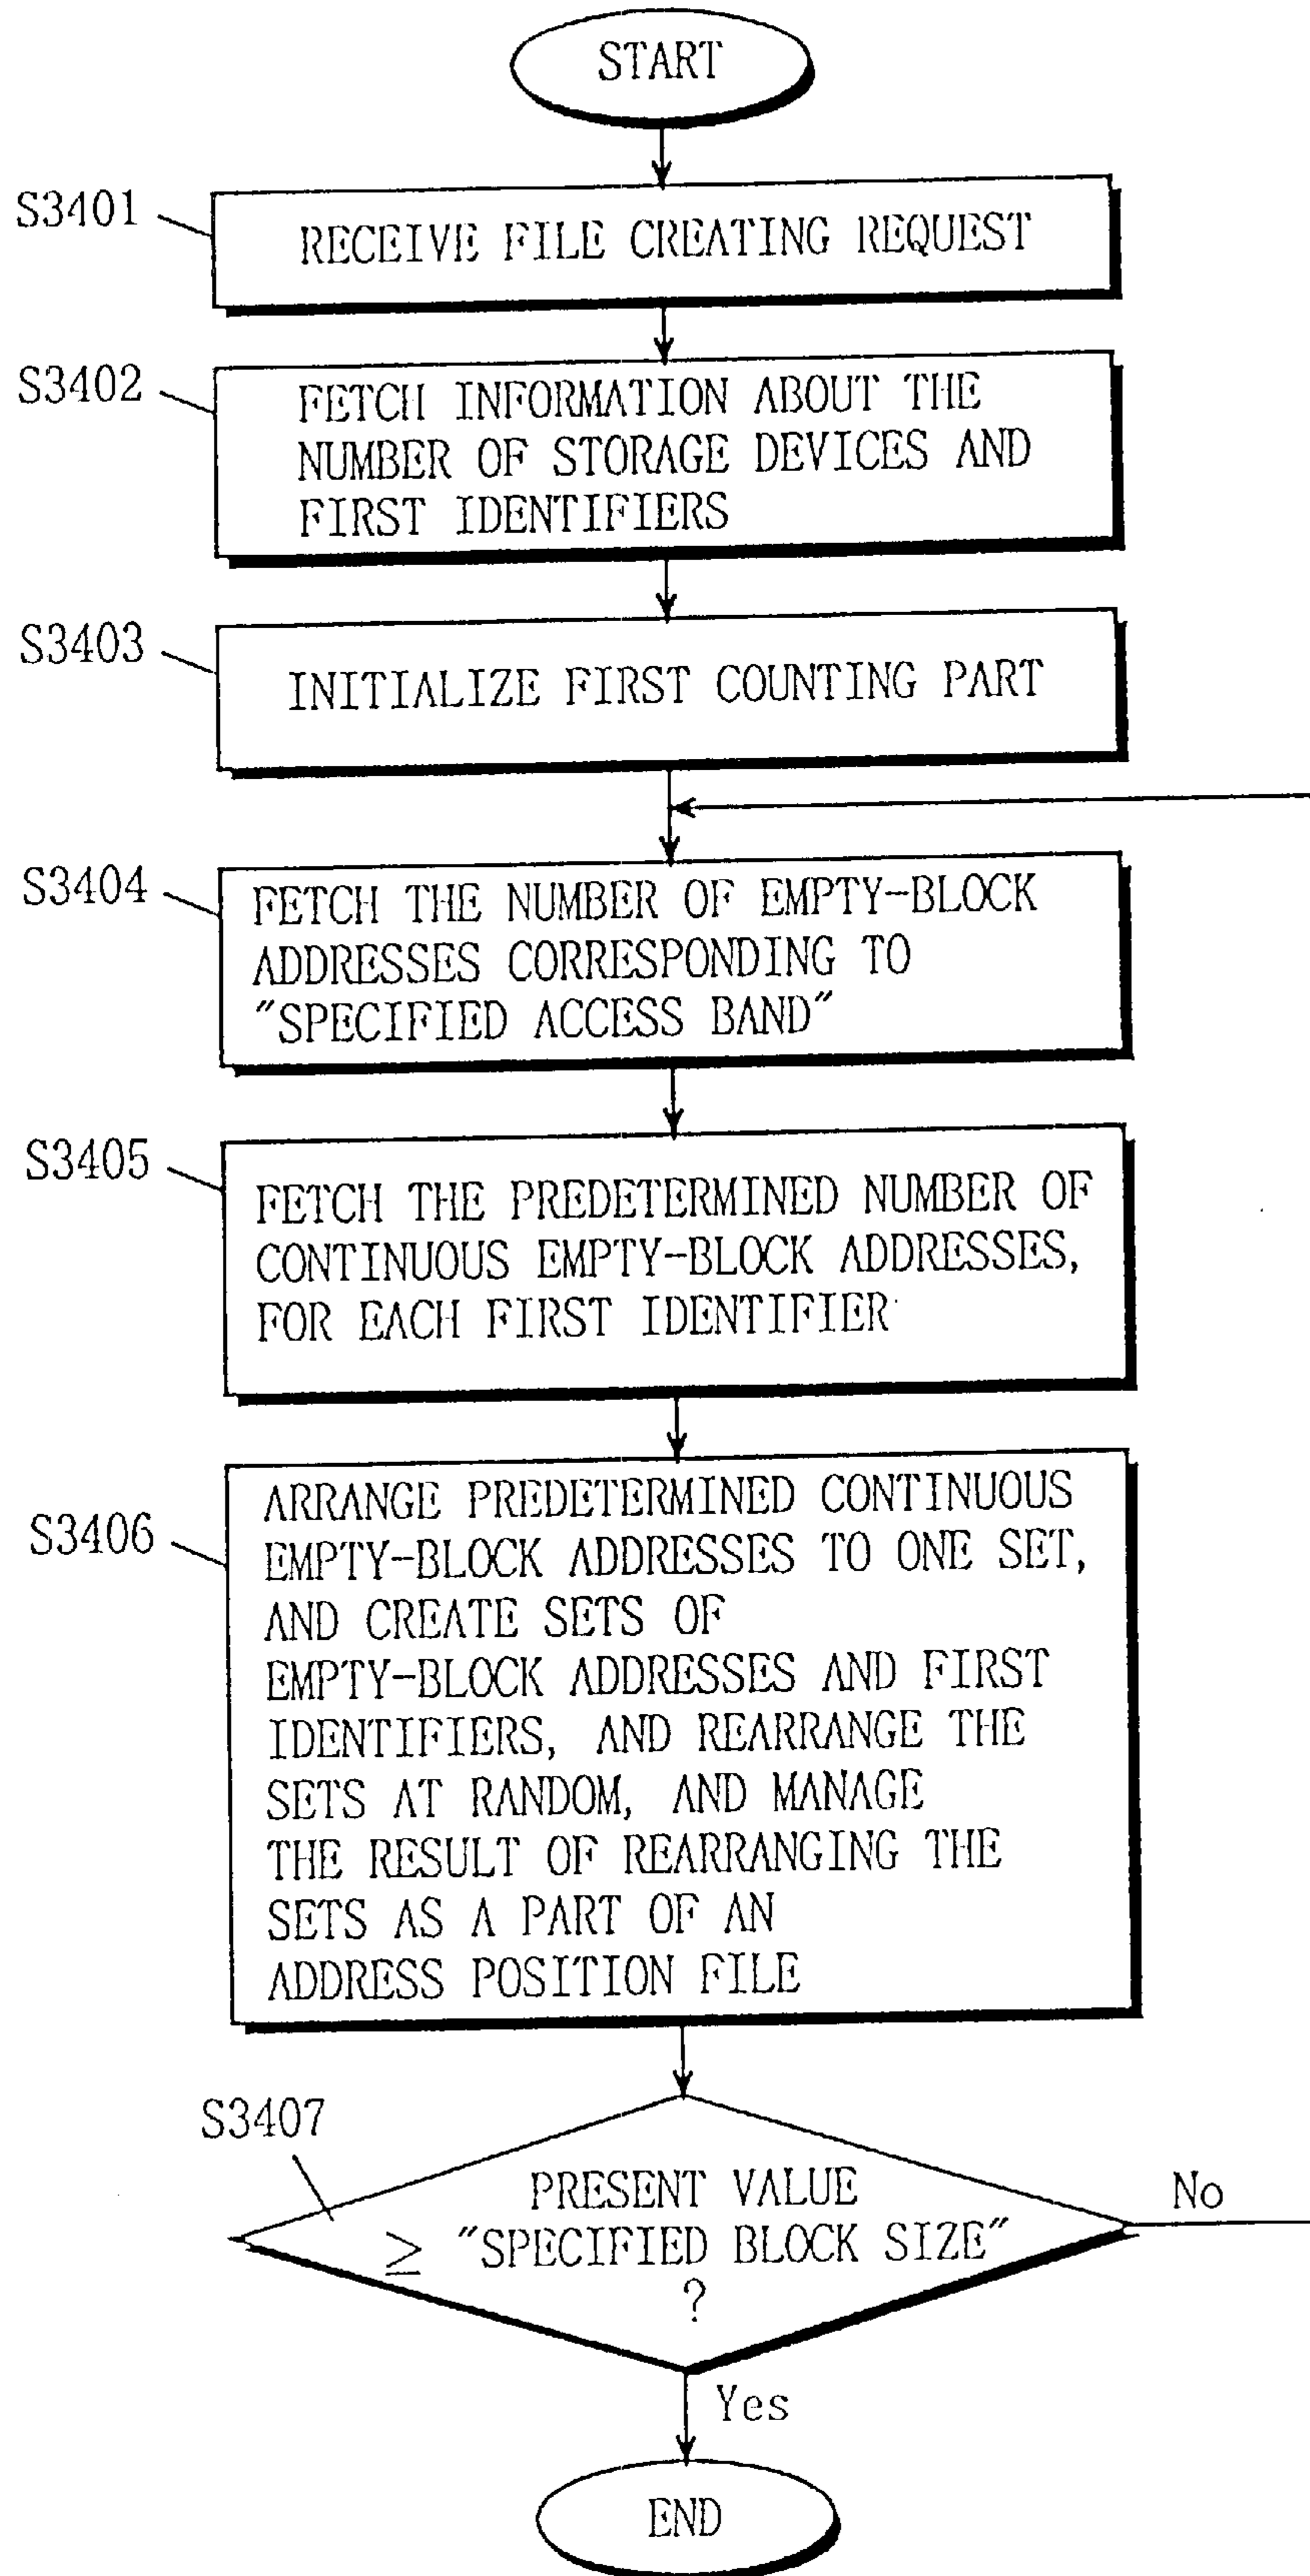 START
S3401
RECEIVE FILE CREATING REQUEST
S3402
FETCH INFORMATION ABOUT THE
NUMBER OF STORAGE DEVICES AND
FIRST IDENTIFIERS
S3403
INITIALIZE FIRST COUNTING PART
S3404
FETCH THE NUMBER OF EMPTY-BLOCK
ADDRESSES CORRESPONDING TO
"SPECIFIED ACCESS BAND"
S3405
FETCH THE PREDETERMINED NUMBER OF
CONTINUOUS EMPTY-BLOCK ADDRESSES,
FOR EACH FIRST IDENTIFIER
S3406
ARRANGE PREDETERMINED CONTINUOUS
EMPTY-BLOCK ADDRESSES TO ONE SET,
AND CREATE SETS OF
EMPTY-BLOCK ADDRESSES AND FIRST
IDENTIFIERS, AND REARRANGE THE
SETS AT RANDOM, AND MANAGE
THE RESULT OF REARRANGING THE
SETS AS A PART OF AN
ADDRESS POSITION FILE
S3407
PRESENT VALUE
≥ "SPECIFIED BLOCK SIZE"
?
No
Yes
END